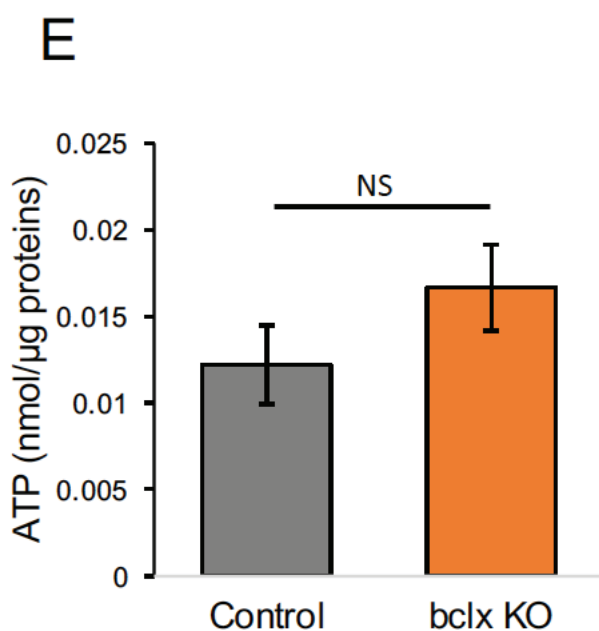 E
ATP (nmol/µg proteins)
0.025
0.02
0.015
0.01
0.005
0
NS
Control
bclx KO